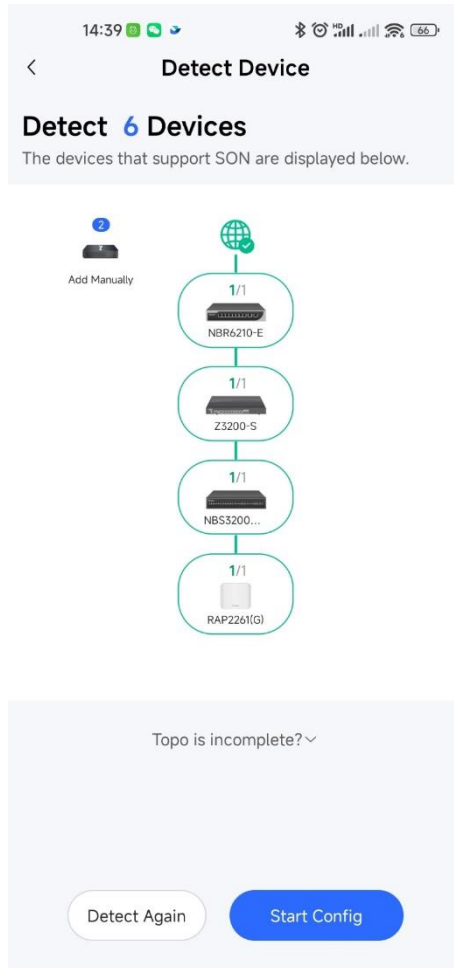 14:39
66
Detect Device
Detect 6 Devices
The devices that support SON are displayed below.
2
Add Manually
1/1
NBR6210-E
1/1
Z3200-S
1/1
NBS3200...
1/1
RAP2261(G)
Topo is incomplete?
Detect Again
Start Config